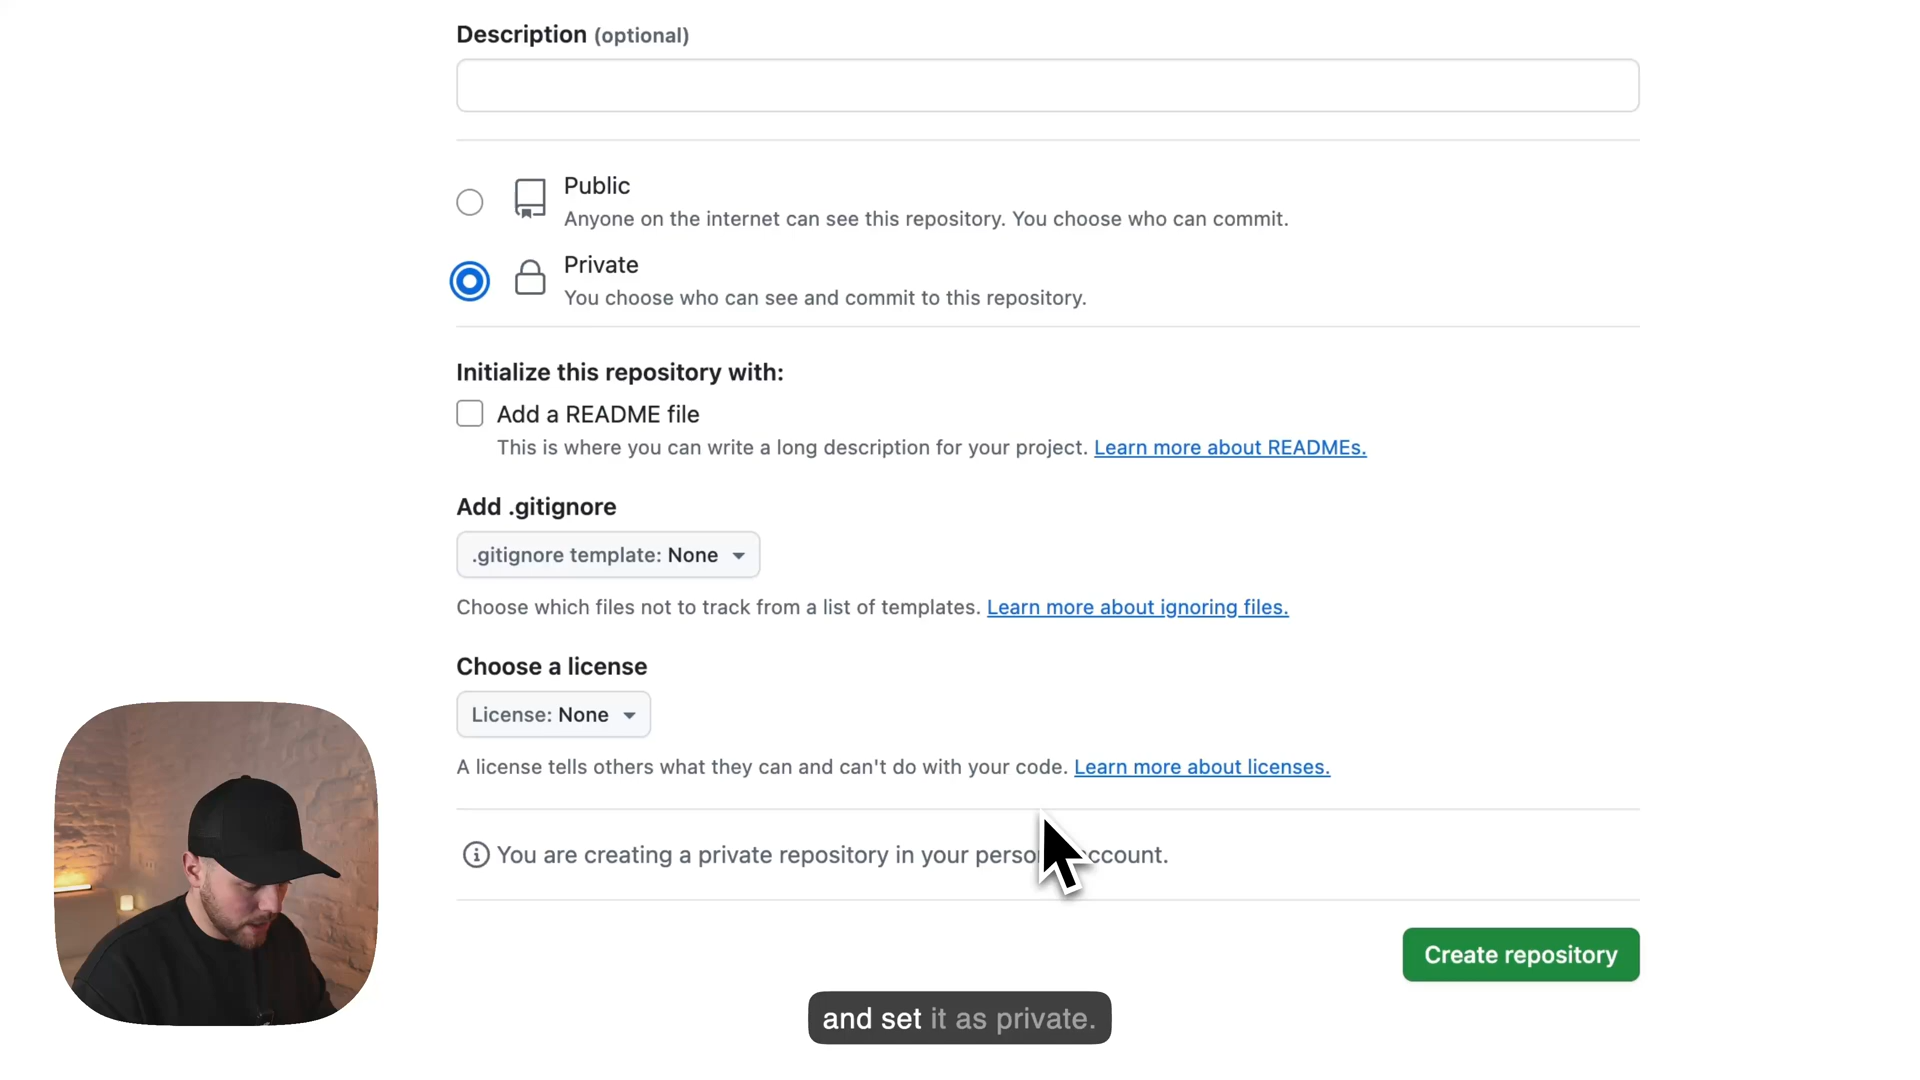 Description (optional)
Public
Anyone on the internet can see this repository. You choose who can commit.
Private
You choose who can see and commit to this repository.
Initialize this repository with:
Add a README file
This is where you can write a long description for your project. Learn more about READMEs.
Add .gitignore
.gitignore template: None
Choose which files not to track from a list of templates. Learn more about ignoring files.
Choose a license
License: None
A license tells others what they can and can't do with your code. Learn more about licenses.
You are creating a private repository in your perso ccount.
Create repository
and set it as private.